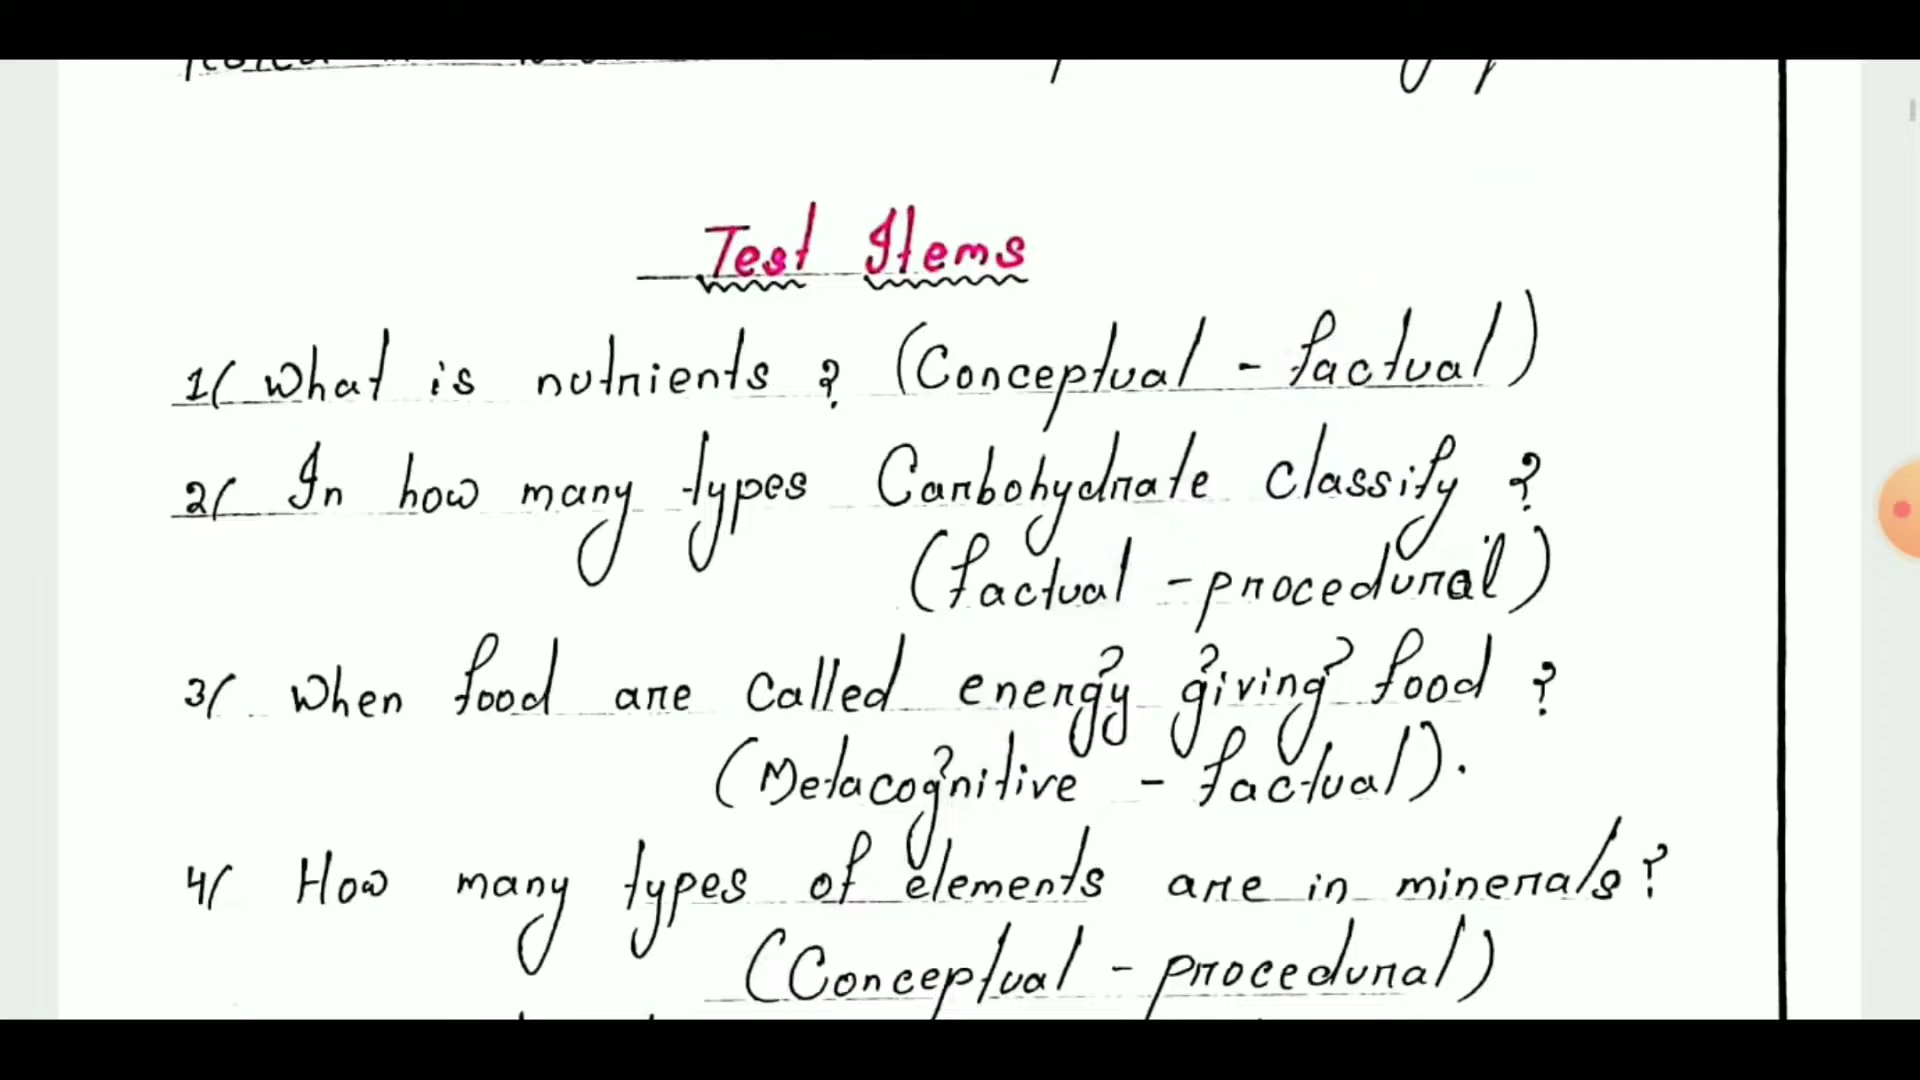 Test Items
1( What is nutrients ? (Conceptual - factual)
2( In how many types Carbohydrate classify ?
(factual - procedural)
3( When food are called energy giving food ?
(Metacognitive - factual).
4( How many types of elements are in minerals ?
(Conceptual - procedural)